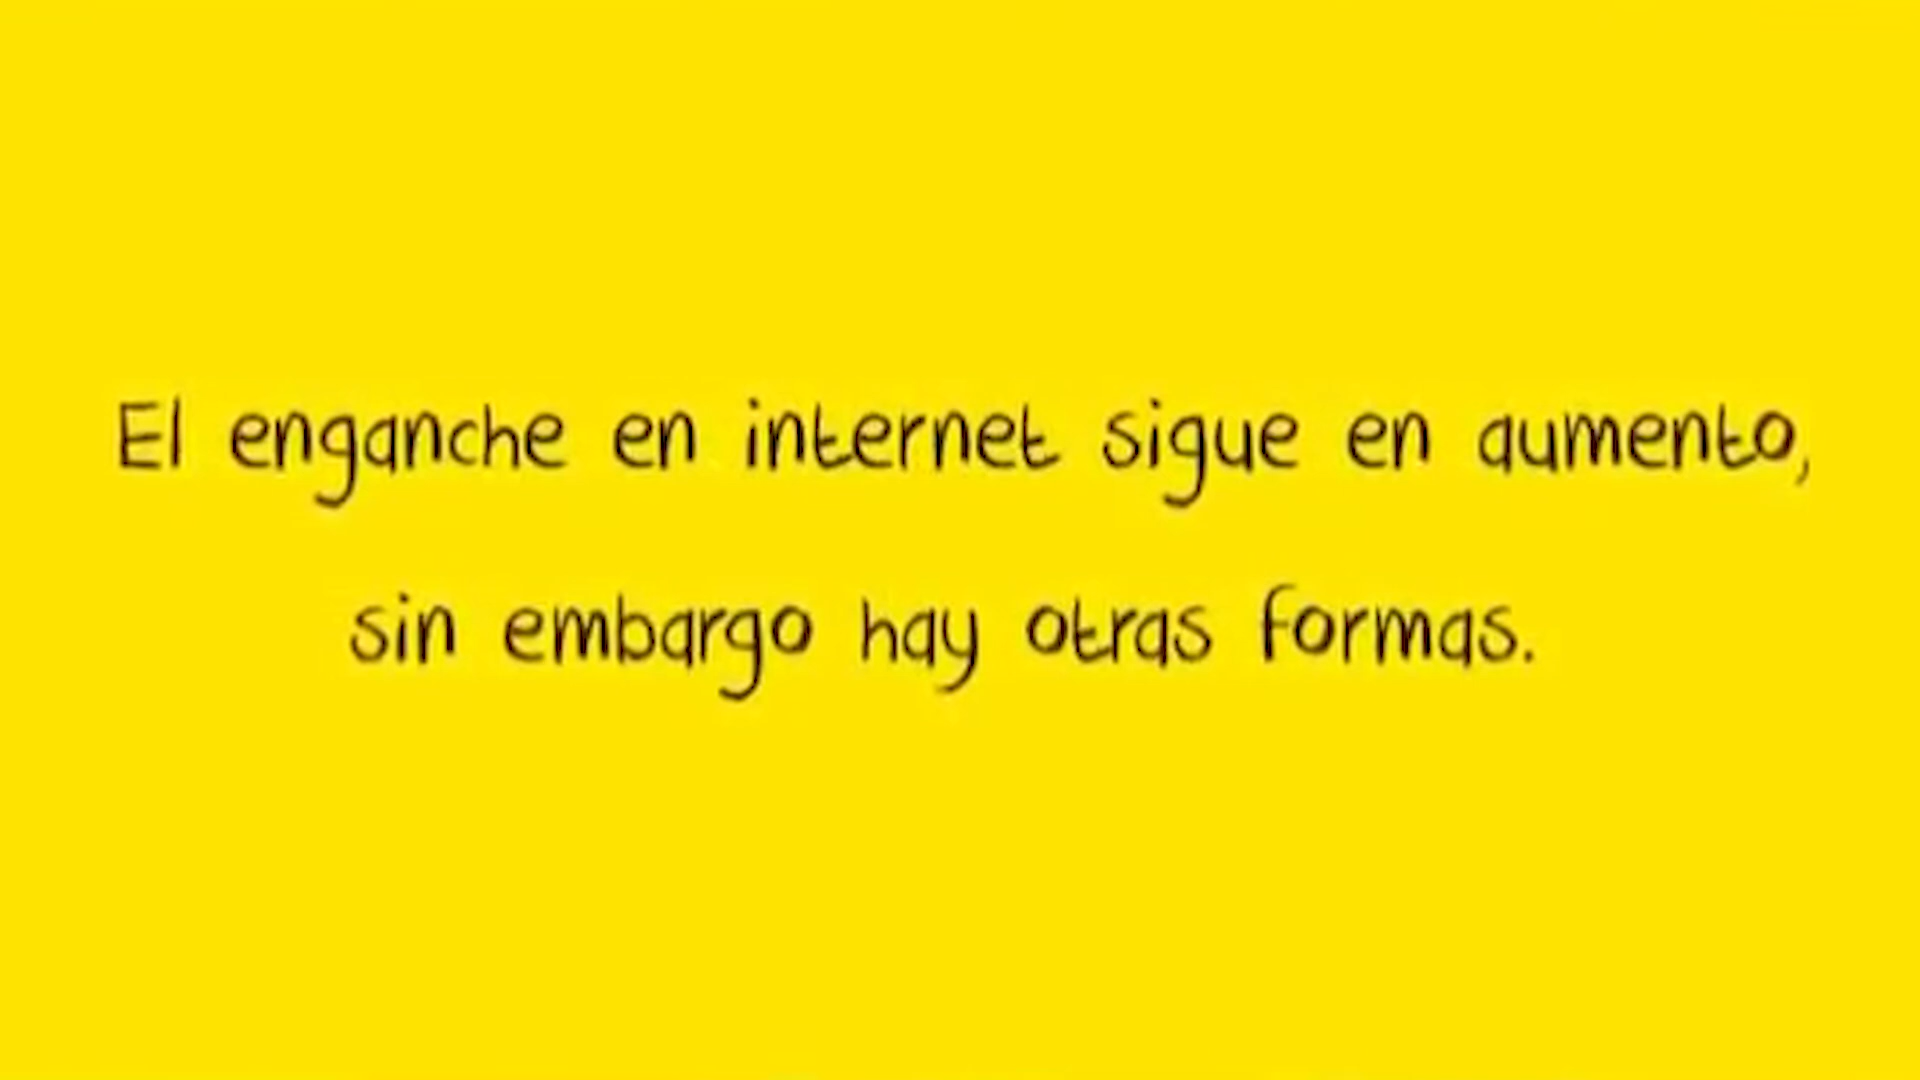 El enganche en internet sigue en aumento,
sin embargo hay otras formas.